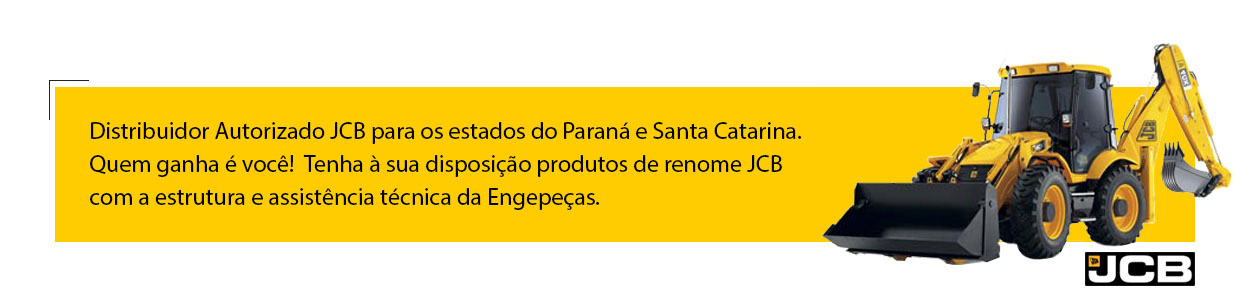 Distribuidor Autorizado JCB para os estados do Paraná e Santa Catarina.
Quem ganha é você! Tenha à sua disposição produtos de renome JCB
com a estrutura e assistência técnica da Engepeças.
JCB